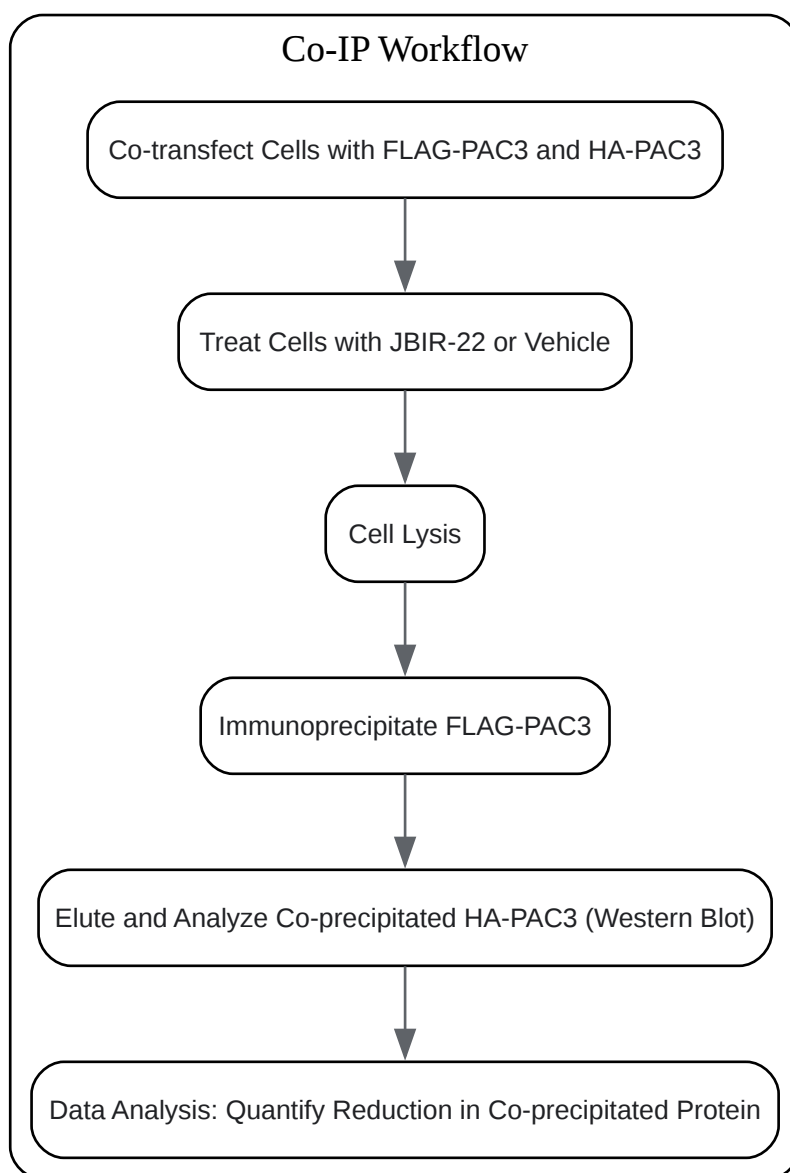 Co-IP Workflow
Co-transfect Cells with FLAG-PAC3 and HA-PAC3
Treat Cells with JBIR-22 or Vehicle
Cell Lysis
Immunoprecipitate FLAG-PAC3
Elute and Analyze Co-precipitated HA-PAC3 (Western Blot)
Data Analysis: Quantify Reduction in Co-precipitated Protein